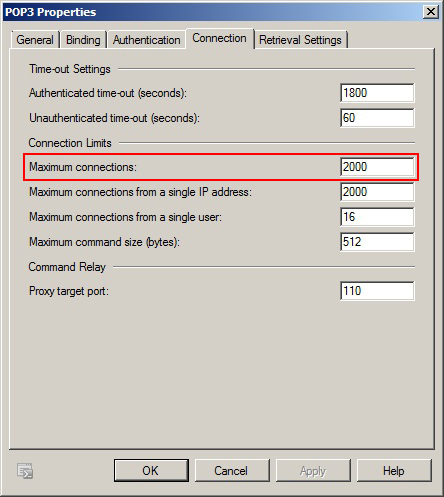 POP3 Properties
General Binding Authentication Connection Retrieval Settings
Time-out Settings
Authenticated time-out (seconds): 1800
Unauthenticated time-out (seconds): 60
Connection Limits
Maximum connections: 2000
Maximum connections from a single IP address: 2000
Maximum connections from a single user: 16
Maximum command size (bytes): 512
Command Relay
Proxy target port: 110
OK Cancel Apply Help